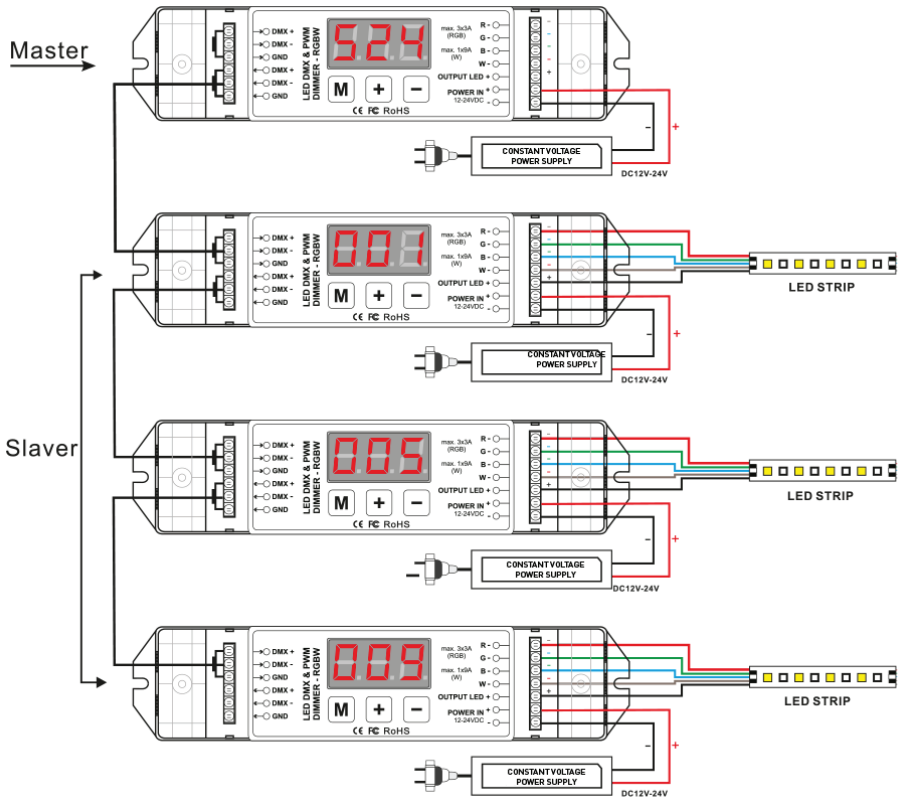 Master
DMX +
DMX -
GND
DMX +
DMX -
GND
LED DMX & PWM
DIMMER - RGBW
524
M + −
CE FC RoHS
max. 3x3A
(RGB)
max. 1x9A
(W)
R -
G -
B -
W -
OUTPUT LED +
POWER IN +
12-24VDC -
CONSTANT VOLTAGE
POWER SUPPLY
− +
DC12V-24V
Slaver
DMX +
DMX -
GND
DMX +
DMX -
GND
LED DMX & PWM
DIMMER - RGBW
001
M + −
CE FC RoHS
max. 3x3A
(RGB)
max. 1x9A
(W)
R -
G -
B -
W -
OUTPUT LED +
POWER IN +
12-24VDC -
LED STRIP
CONSTANT VOLTAGE
POWER SUPPLY
− +
DC12V-24V
DMX +
DMX -
GND
DMX +
DMX -
GND
LED DMX & PWM
DIMMER - RGBW
005
M + −
CE FC RoHS
max. 3x3A
(RGB)
max. 1x9A
(W)
R -
G -
B -
W -
OUTPUT LED +
POWER IN +
12-24VDC -
LED STRIP
CONSTANT VOLTAGE
POWER SUPPLY
− +
DC12V-24V
DMX +
DMX -
GND
DMX +
DMX -
GND
LED DMX & PWM
DIMMER - RGBW
009
M + −
CE FC RoHS
max. 3x3A
(RGB)
max. 1x9A
(W)
R -
G -
B -
W -
OUTPUT LED +
POWER IN +
12-24VDC -
LED STRIP
CONSTANT VOLTAGE
POWER SUPPLY
− +
DC12V-24V